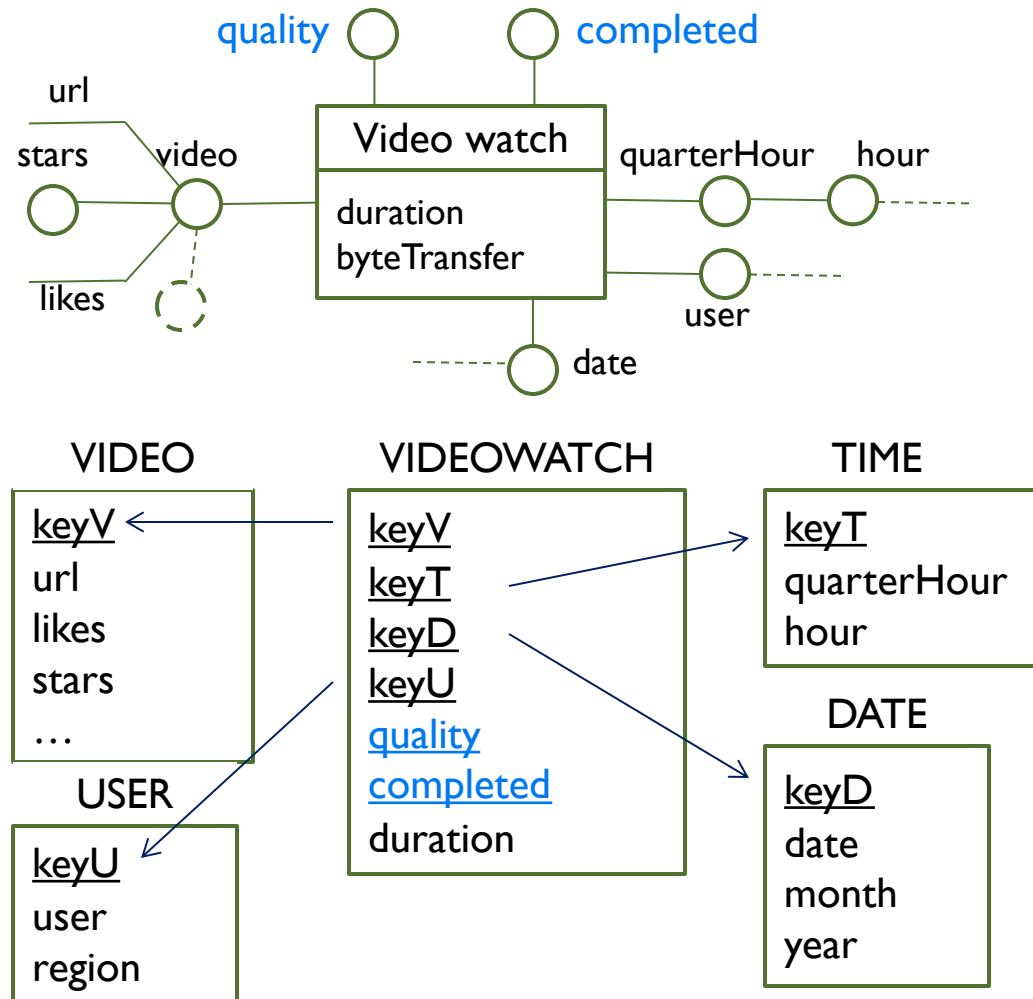 quality
completed
url
stars
video
Video watch
quarterHour
hour
duration
byteTransfer
likes
user
date
VIDEO
VIDEOWATCH
TIME
keyV
url
likes
stars
…
keyV
keyT
keyD
keyU
quality
completed
duration
keyT
quarterHour
hour
USER
keyU
user
region
DATE
keyD
date
month
year